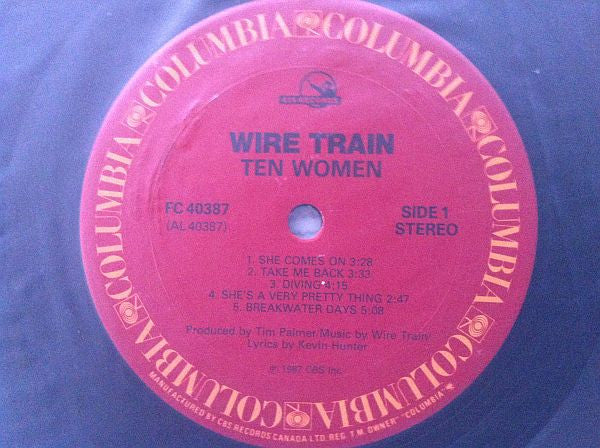 COLUMBIA COLUMBIA COLUMBIA COLUMBIA COLUMBIA COLUMBIA
WIRE TRAIN
TEN WOMEN
FC 40387
(AL 40387)
SIDE 1
STEREO
1. SHE COMES ON 3:28
2. TAKE ME BACK 3:33
3. DIVING 4:15
4. SHE'S A VERY PRETTY THING 2:47
5. BREAKWATER DAYS 5:08
Produced by Tim Palmer/Music by Wire Train/
Lyrics by Kevin Hunter
℗ 1987 CBS Inc.
MANUFACTURED BY CBS RECORDS CANADA LTD. REG. T.M. OWNER "COLUMBIA"